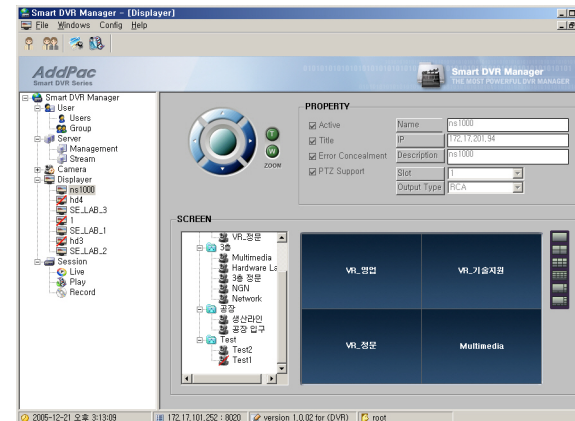 Smart DVR Manager - [Displayer]
File Windows Config Help
AddPac
Smart DVR Series
Smart DVR Manager
THE MOST POWERFUL DVR MANAGER
Smart DVR Manager
User
Users
Group
Server
Management
Stream
Camera
Displayer
ns1000
hd4
SE_LAB_3
1
SE_LAB_1
hd3
SE_LAB_2
Session
Live
Play
Record
T
W
ZOOM
PROPERTY
Active
Title
Error Concealment
PTZ Support
Name ns1000
IP 172,17,201,94
Description ns1000
Slot 1
Output Type RCA
SCREEN
VR_정문
3층
Multimedia
Hardware La
3층 정문
NGN
Network
공장
생산라인
공장 입구
Test
Test2
Test1
VR_영업
VR_기술지원
VR_정문
Multimedia
2005-12-21 오후 3:13:09
172.17.101.252 : 8020
version 1.0.02 for (DVR)
root